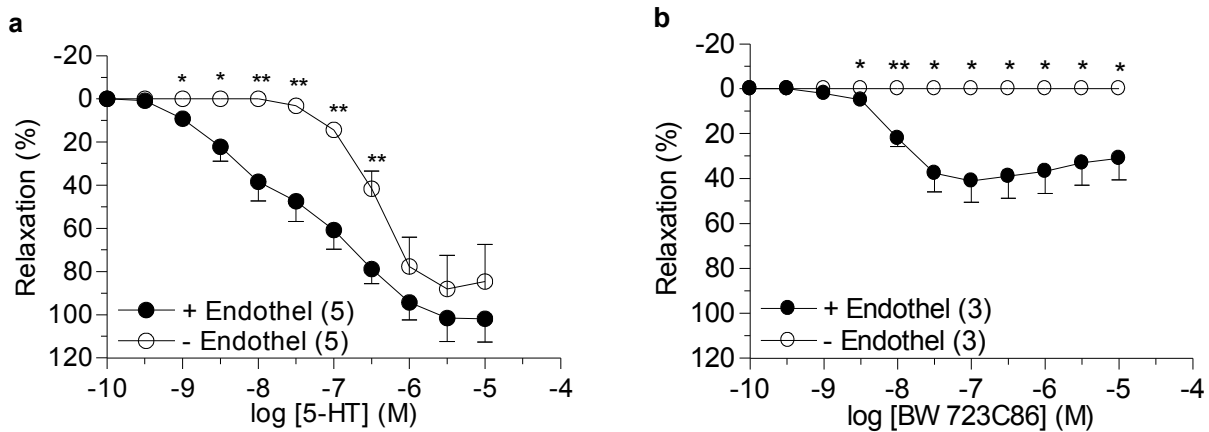 a
-20
0
20
40
60
80
100
120
Relaxation (%)
* * ** ** ** **
+ Endothel (5)
- Endothel (5)
-10 -9 -8 -7 -6 -5 -4
log [5-HT] (M)
b
-20
0
20
40
60
80
100
120
Relaxation (%)
* ** * * * * * *
+ Endothel (3)
- Endothel (3)
-10 -9 -8 -7 -6 -5 -4
log [BW 723C86] (M)